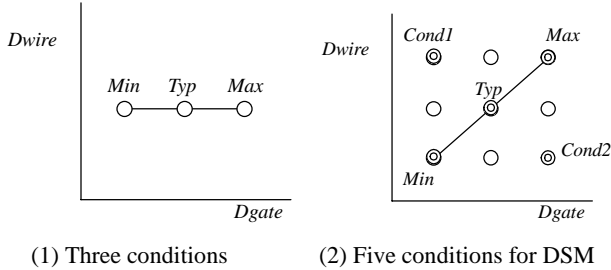 Dwire
Min Typ Max
Dgate
(1) Three conditions
Dwire
Cond1
Max
Typ
Cond2
Min
Dgate
(2) Five conditions for DSM